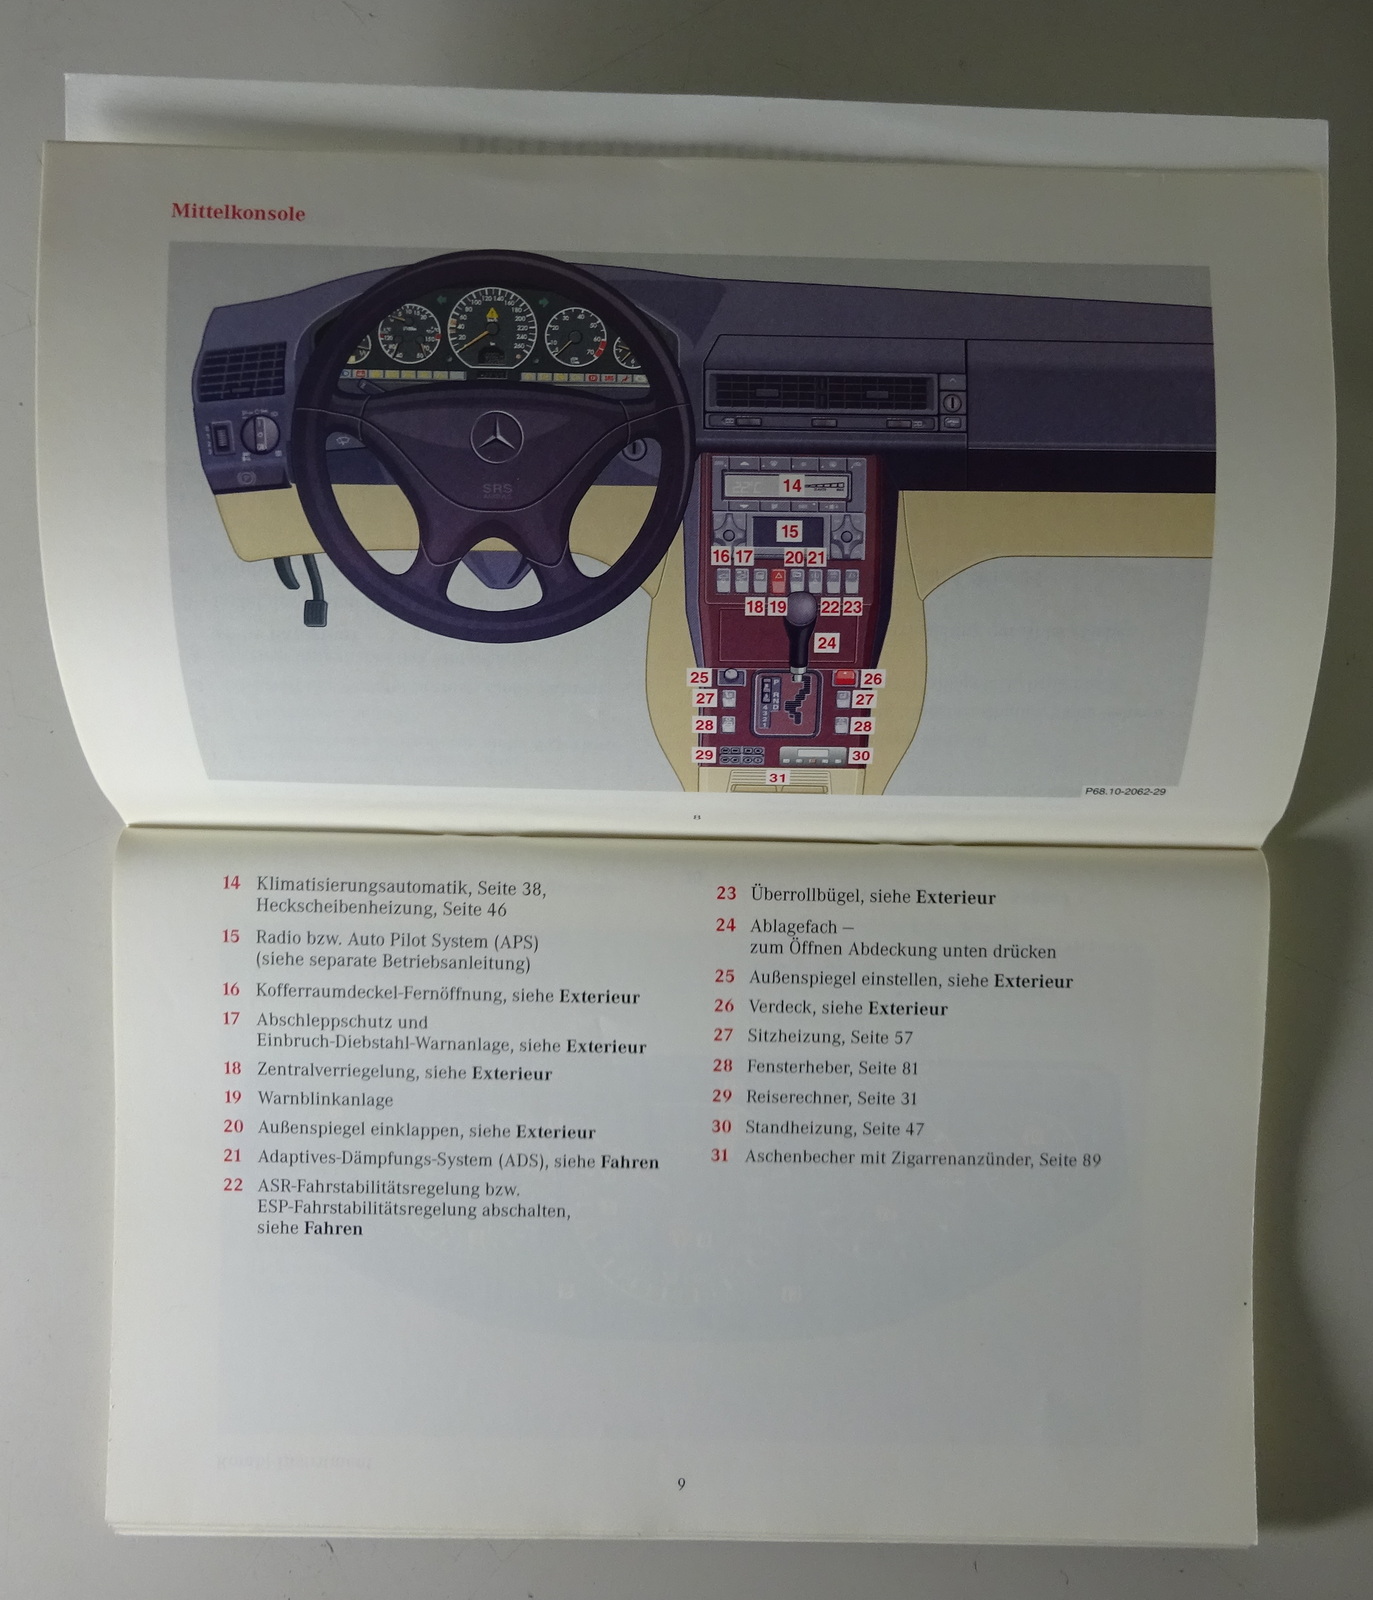 Mittelkonsole
SRS
14
15
16 17
20 21
18 19
22 23
24
25
26
27
27
28
28
29
30
31
P68.10-2062-29
8
14 Klimatisierungsautomatik, Seite 38,
Heckscheibenheizung, Seite 46
15 Radio bzw. Auto Pilot System (APS)
(siehe separate Betriebsanleitung)
16 Kofferraumdeckel-Fernöffnung, siehe Exterieur
17 Abschleppschutz und
Einbruch-Diebstahl-Warnanlage, siehe Exterieur
18 Zentralverriegelung, siehe Exterieur
19 Warnblinkanlage
20 Außenspiegel einklappen, siehe Exterieur
21 Adaptives-Dämpfungs-System (ADS), siehe Fahren
22 ASR-Fahrstabilitätsregelung bzw.
ESP-Fahrstabilitätsregelung abschalten,
siehe Fahren
23 Überrollbügel, siehe Exterieur
24 Ablagefach –
zum Öffnen Abdeckung unten drücken
25 Außenspiegel einstellen, siehe Exterieur
26 Verdeck, siehe Exterieur
27 Sitzheizung, Seite 57
28 Fensterheber, Seite 81
29 Reiserechner, Seite 31
30 Standheizung, Seite 47
31 Aschenbecher mit Zigarrenanzünder, Seite 89
9